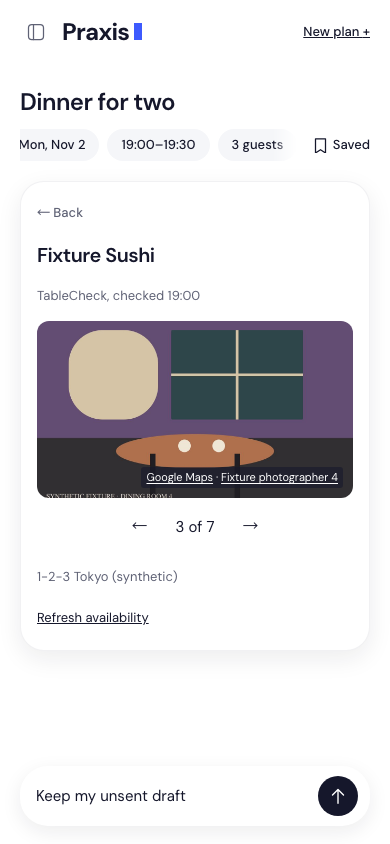 Praxis
New plan +
Dinner for two
Mon, Nov 2
19:00–19:30
3 guests
Saved
← Back
Fixture Sushi
TableCheck, checked 19:00
Google Maps · Fixture photographer 4
SYNTHETIC FIXTURE · DINING ROOM 4
← 3 of 7 →
1-2-3 Tokyo (synthetic)
Refresh availability
Keep my unsent draft